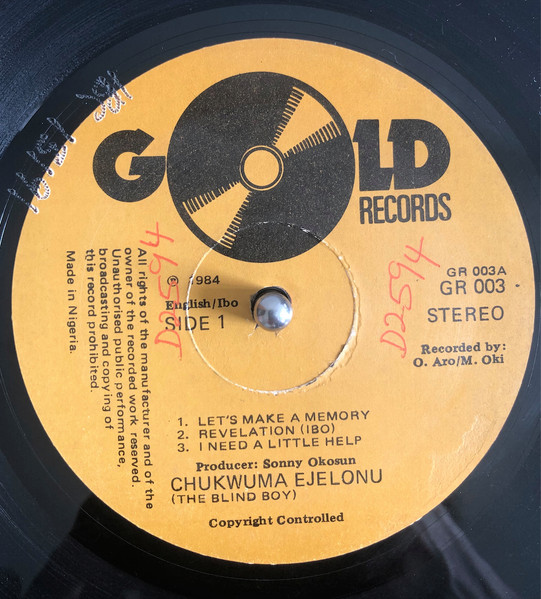 GOLD
RECORDS
GR 003A
GR 003
STEREO
Recorded by:
O. Aro/M. Oki
℗ 1984
English/Ibo
SIDE 1
D2594
D2594
All rights of the manufacturer and of the
owner of the recorded work reserved.
Unauthorised public performance,
broadcasting and copying of
this record prohibited.
Made in Nigeria.
1. LET'S MAKE A MEMORY
2. REVELATION (IBO)
3. I NEED A LITTLE HELP
Producer: Sonny Okosun
CHUKWUMA EJELONU
(THE BLIND BOY)
Copyright Controlled